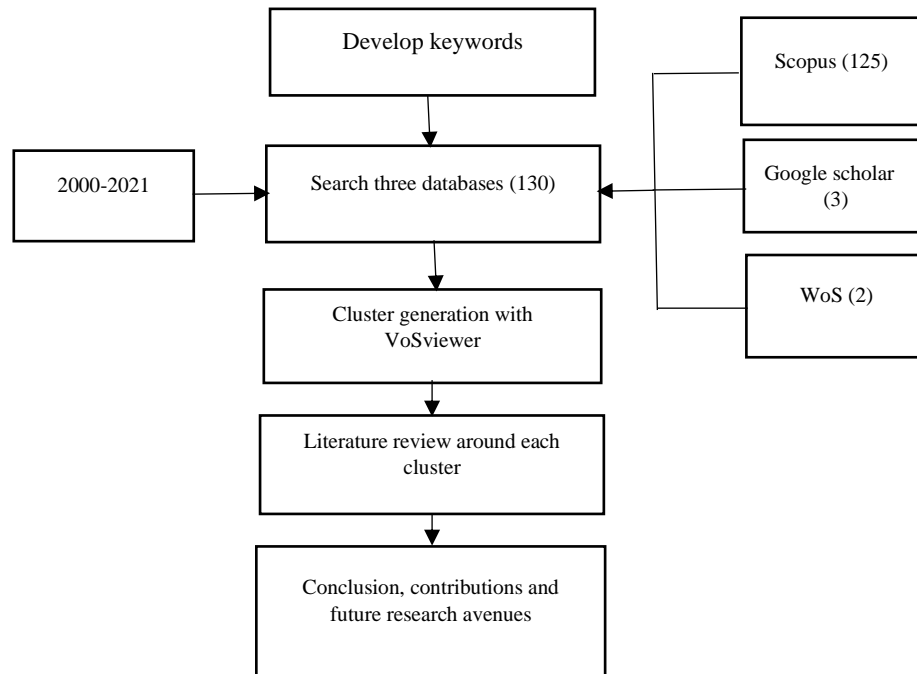 Develop keywords
Scopus (125)
2000-2021
Search three databases (130)
Google scholar
(3)
WoS (2)
Cluster generation with
VoSviewer
Literature review around each
cluster
Conclusion, contributions and
future research avenues